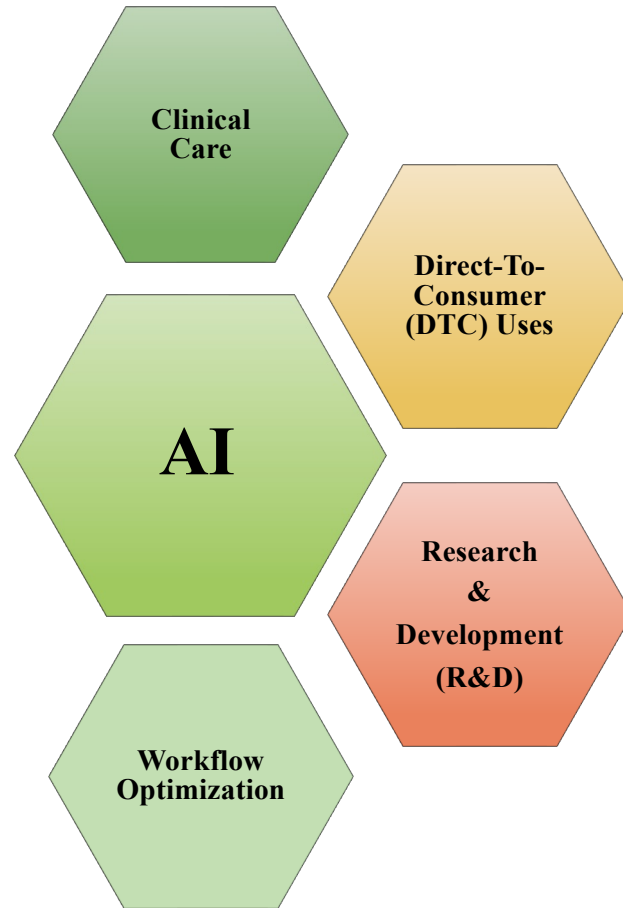 Clinical
Care
Direct-To-
Consumer
(DTC) Uses
AI
Research
&
Development
(R&D)
Workflow
Optimization